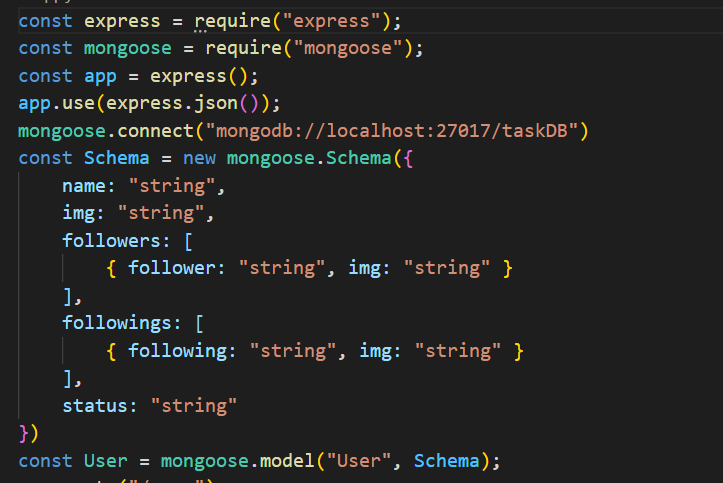 const express = require("express");
const mongoose = require("mongoose");
const app = express();
app.use(express.json());
mongoose.connect("mongodb://localhost:27017/taskDB")
const Schema = new mongoose.Schema({
    name: "string",
    img: "string",
    followers: [
        { follower: "string", img: "string" }
    ],
    followings: [
        { following: "string", img: "string" }
    ],
    status: "string"
})
const User = mongoose.model("User", Schema);